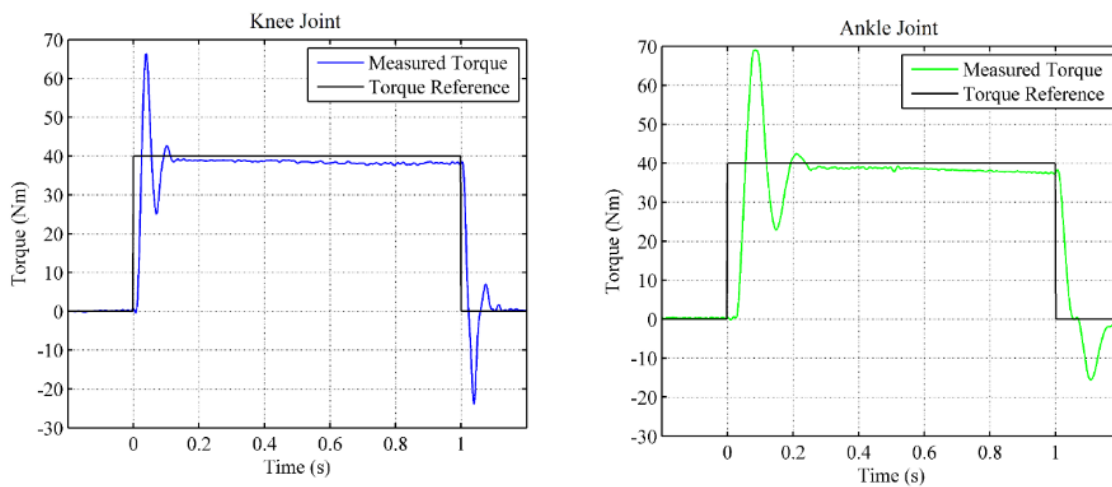 Knee Joint
70
60
50
40
30
20
10
0
-10
-20
-30
Torque (Nm)
Measured Torque
Torque Reference
0 0.2 0.4 0.6 0.8 1
Time (s)
Ankle Joint
70
60
50
40
30
20
10
0
-10
-20
-30
Torque (Nm)
Measured Torque
Torque Reference
0 0.2 0.4 0.6 0.8 1
Time (s)